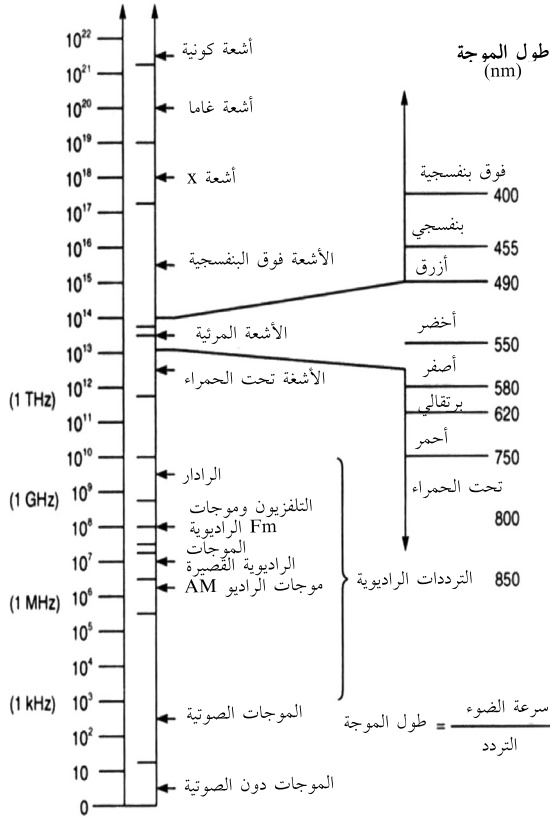 10²²
أشعة كونية
طول الموجة
(nm)
10²¹
10²⁰
أشعة غاما
10¹⁹
10¹⁸
أشعة x
فوق بنفسجية
400
10¹⁷
بنفسجي
10¹⁶
455
الأشعة فوق البنفسجية
أزرق
10¹⁵
490
10¹⁴
أخضر
الأشعة المرئية
550
10¹³
أصفر
الأشغة تحت الحمراء
580
10¹²
(1 THz)
برتقالي
620
10¹¹
أحمر
10¹⁰
750
الرادار
تحت الحمراء
10⁹
(1 GHz)
التلفزيون وموجات
800
10⁸
Fm الراديوية
الموجات
10⁷
الراديوية القصيرة
موجات الراديو AM
الترددات الراديوية
850
10⁶
(1 MHz)
10⁵
10⁴
10³
(1 kHz)
الموجات الصوتية
طول الموجة = سرعة الضوء
التردد
10²
10
الموجات دون الصوتية
0